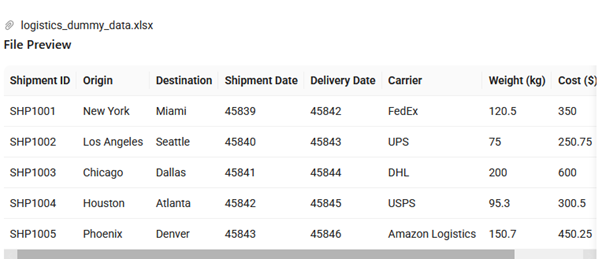 logistics_dummy_data.xlsx
File Preview
Shipment ID Origin Destination Shipment Date Delivery Date Carrier Weight (kg) Cost ($)
SHP1001 New York Miami 45839 45842 FedEx 120.5 350
SHP1002 Los Angeles Seattle 45840 45843 UPS 75 250.75
SHP1003 Chicago Dallas 45841 45844 DHL 200 600
SHP1004 Houston Atlanta 45842 45845 USPS 95.3 300.5
SHP1005 Phoenix Denver 45843 45846 Amazon Logistics 150.7 450.25